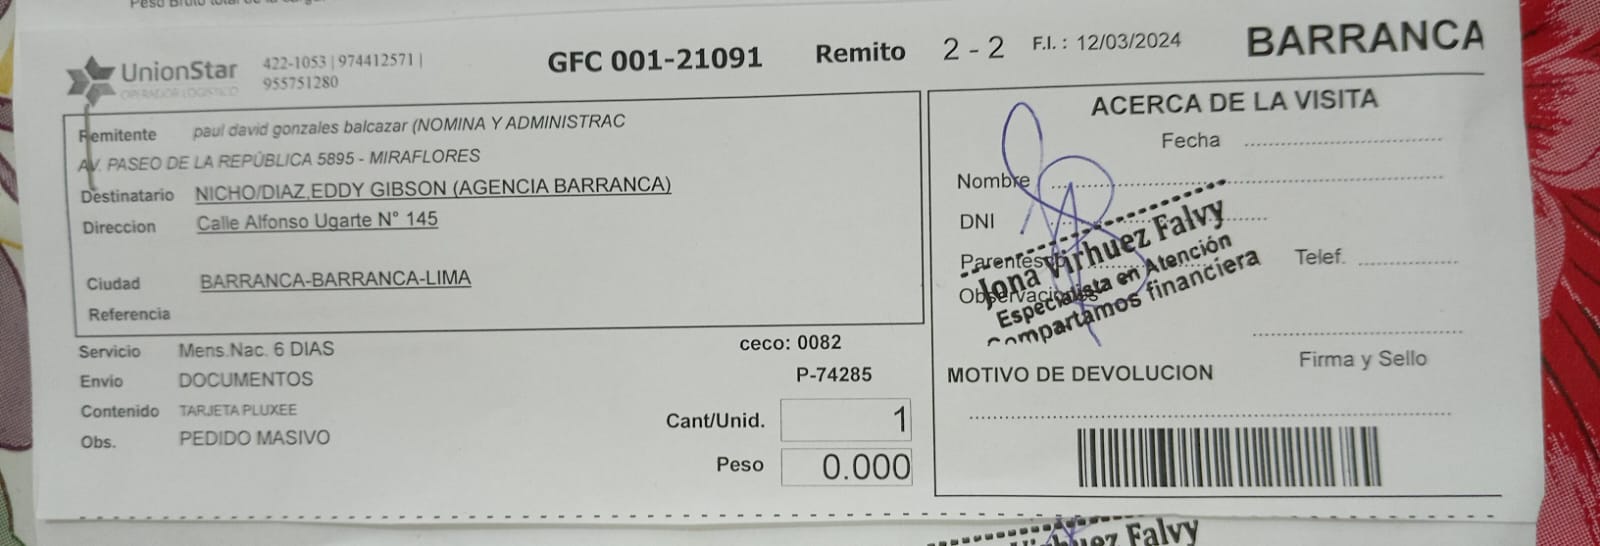 UnionStar
OPERADOR LOGISTICO
422-1053 | 974412571 |
955751280
GFC 001-21091
Remito 2 - 2
F.I. : 12/03/2024
BARRANCA
Remitente paul david gonzales balcazar (NOMINA Y ADMINISTRAC
AV. PASEO DE LA REPÚBLICA 5895 - MIRAFLORES
Destinatario NICHO/DIAZ,EDDY GIBSON (AGENCIA BARRANCA)
Direccion Calle Alfonso Ugarte N° 145
Ciudad BARRANCA-BARRANCA-LIMA
Referencia
Servicio Mens.Nac. 6 DIAS
ceco: 0082
Envio DOCUMENTOS
P-74285
Contenido TARJETA PLUXEE
Cant/Unid. 1
Obs. PEDIDO MASIVO
Peso 0.000
ACERCA DE LA VISITA
Fecha
Nombre
DNI
Parentesco
Telef.
Observaciones
Jona Virhuez Falvy
Especialista en Atención
Compartamos financiera
Firma y Sello
MOTIVO DE DEVOLUCION
Virhuez Falvy